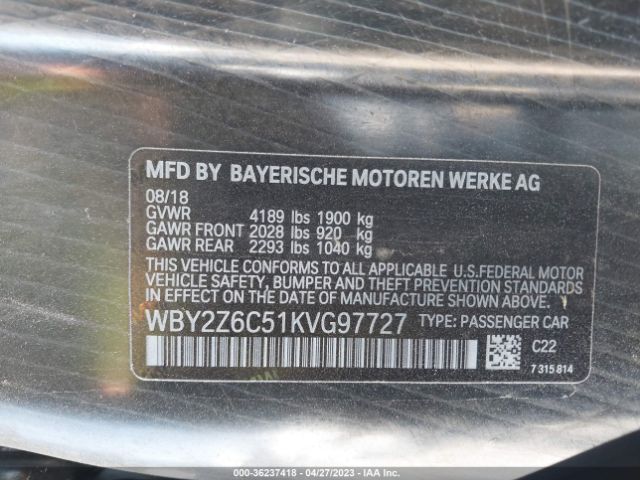 MFD BY BAYERISCHE MOTOREN WERKE AG
08/18
GVWR 4189 lbs 1900 kg
GAWR FRONT 2028 lbs 920 kg
GAWR REAR 2293 lbs 1040 kg
THIS VEHICLE CONFORMS TO ALL APPLICABLE U.S.FEDERAL MOTOR
VEHICLE SAFETY, BUMPER AND THEFT PREVENTION STANDARDS
IN EFFECT ON THE DATE OF MANUFACTURE SHOWN ABOVE.
WBY2Z6C51KVG97727 TYPE: PASSENGER CAR
C22
7 315 814
000-36237418 - 04/27/2023 - IAA Inc.